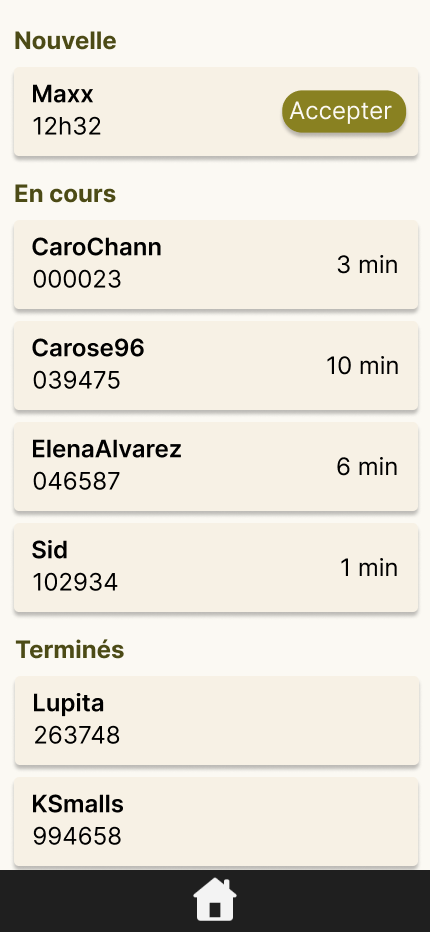 Nouvelle
Maxx
12h32
Accepter
En cours
CaroChann
000023
3 min
Carose96
039475
10 min
ElenaAlvarez
046587
6 min
Sid
102934
1 min
Terminés
Lupita
263748
KSmalls
994658